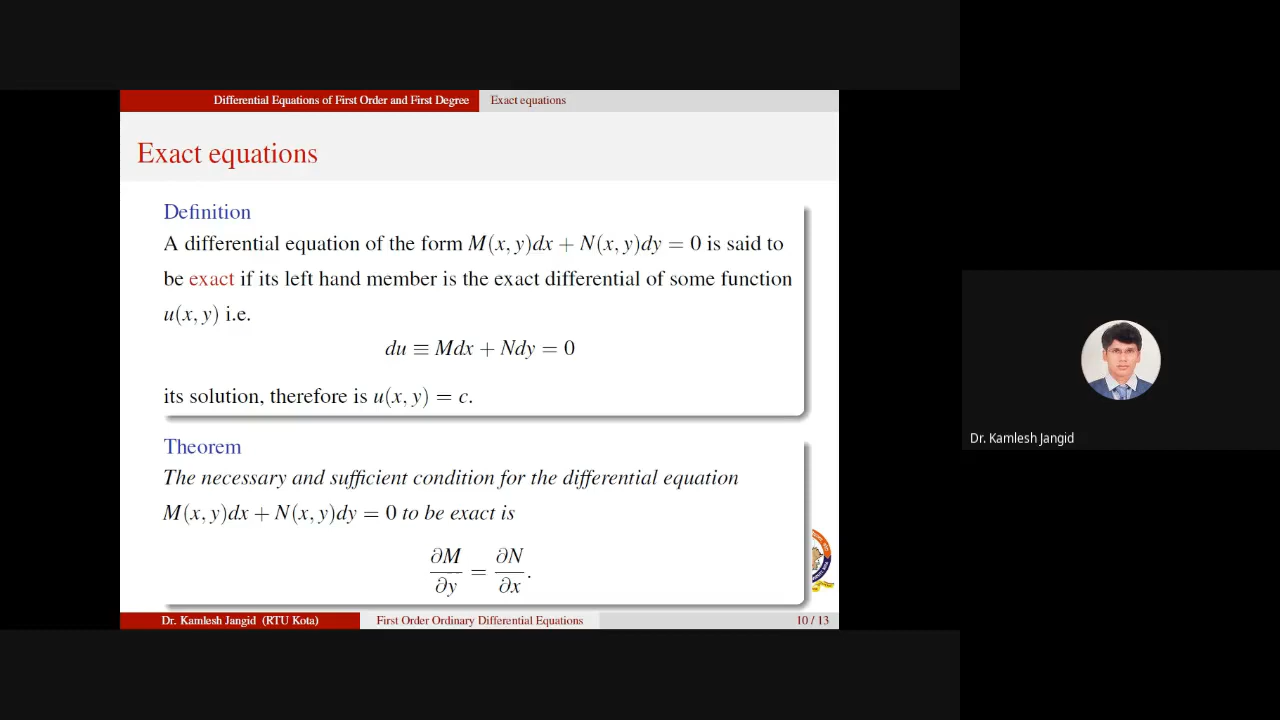 Differential Equations of First Order and First Degree Exact equations
Exact equations
Definition
A differential equation of the form M(x, y)dx + N(x, y)dy = 0 is said to
be exact if its left hand member is the exact differential of some function
u(x, y) i.e.
du ≡ Mdx + Ndy = 0
its solution, therefore is u(x, y) = c.
Theorem
The necessary and sufficient condition for the differential equation
M(x, y)dx + N(x, y)dy = 0 to be exact is
∂M/∂y = ∂N/∂x.
Dr. Kamlesh Jangid (RTU Kota) First Order Ordinary Differential Equations 10 / 13
Dr. Kamlesh Jangid